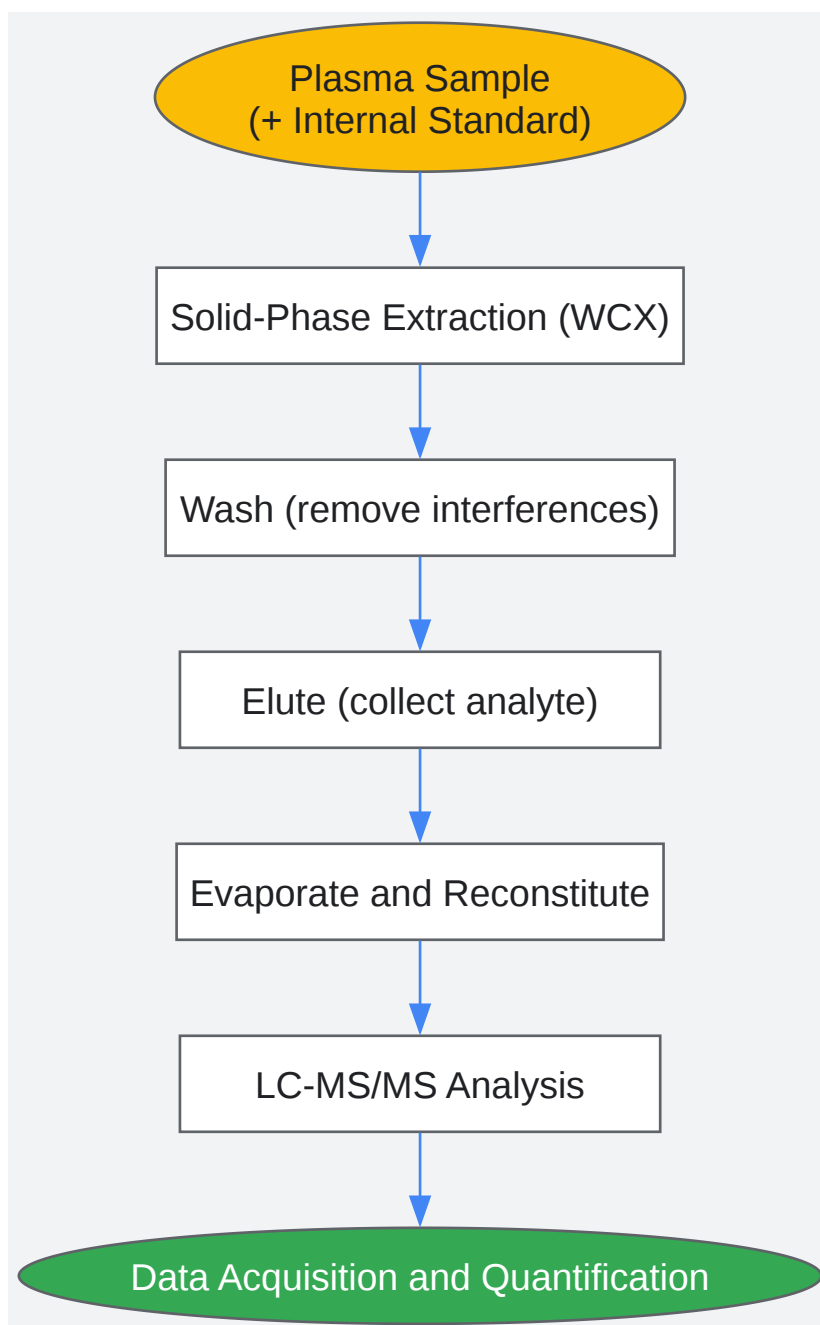 Plasma Sample
(+ Internal Standard)
Solid-Phase Extraction (WCX)
Wash (remove interferences)
Elute (collect analyte)
Evaporate and Reconstitute
LC-MS/MS Analysis
Data Acquisition and Quantification